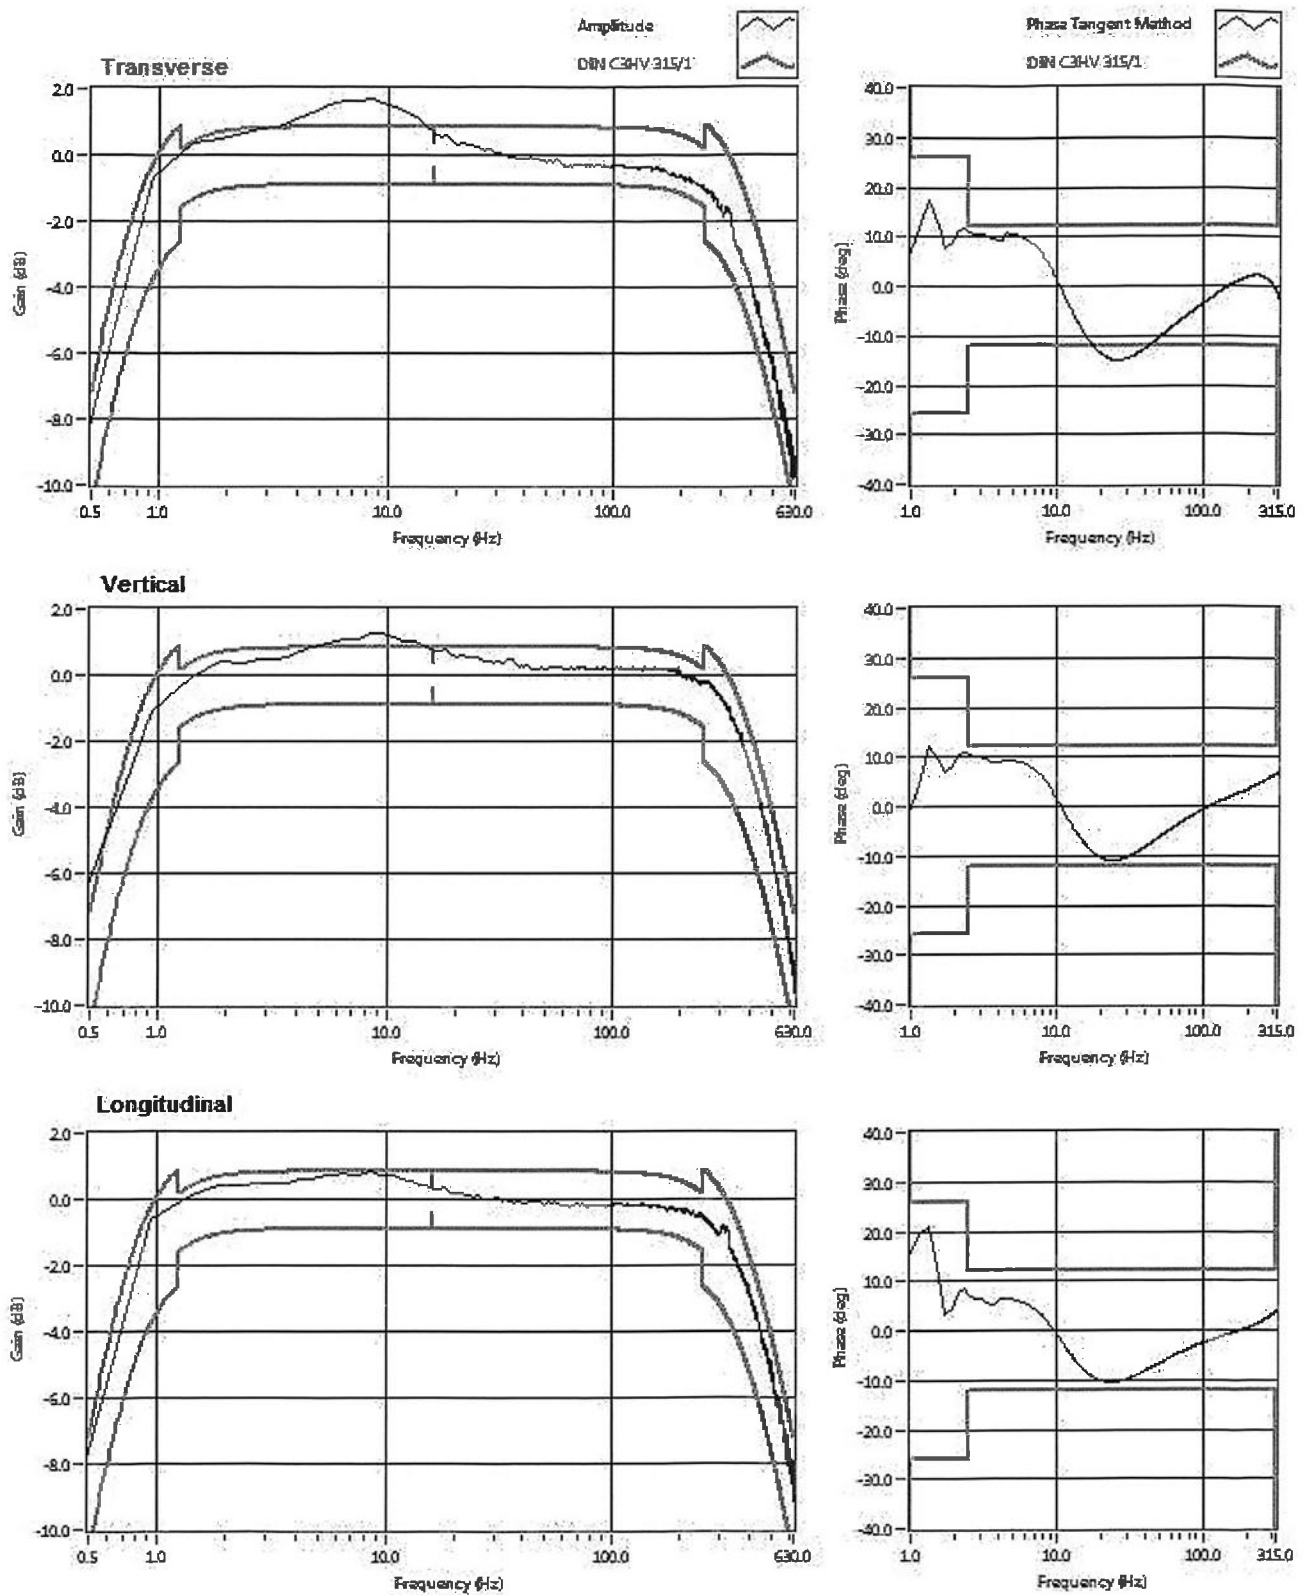 Amplitude
DIN C3HV 315/1
Phase Tangent Method
DIN C3HV 315/1
Transverse
2.0
0.0
-2.0
-4.0
-6.0
-8.0
-10.0
Gain (dB)
0.5 1.0 10.0 100.0 630.0
Frequency (Hz)
40.0
30.0
20.0
10.0
0.0
-10.0
-20.0
-30.0
-40.0
Phase (deg)
1.0 10.0 100.0 315.0
Frequency (Hz)
Vertical
2.0
0.0
-2.0
-4.0
-6.0
-8.0
-10.0
Gain (dB)
0.5 1.0 10.0 100.0 630.0
Frequency (Hz)
40.0
30.0
20.0
10.0
0.0
-10.0
-20.0
-30.0
-40.0
Phase (deg)
1.0 10.0 100.0 315.0
Frequency (Hz)
Longitudinal
2.0
0.0
-2.0
-4.0
-6.0
-8.0
-10.0
Gain (dB)
0.5 1.0 10.0 100.0 630.0
Frequency (Hz)
40.0
30.0
20.0
10.0
0.0
-10.0
-20.0
-30.0
-40.0
Phase (deg)
1.0 10.0 100.0 315.0
Frequency (Hz)